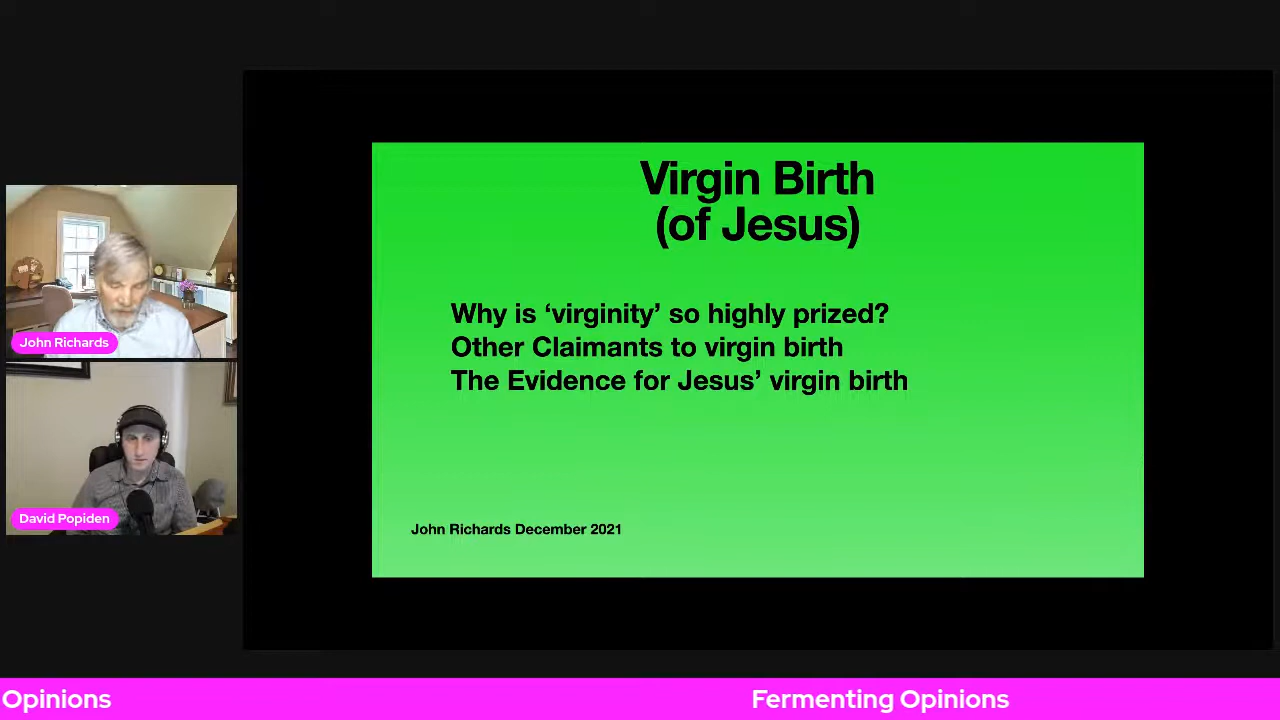 Virgin Birth
(of Jesus)
Why is ‘virginity’ so highly prized?
Other Claimants to virgin birth
The Evidence for Jesus’ virgin birth
John Richards December 2021
John Richards
David Popiden
Opinions
Fermenting Opinions